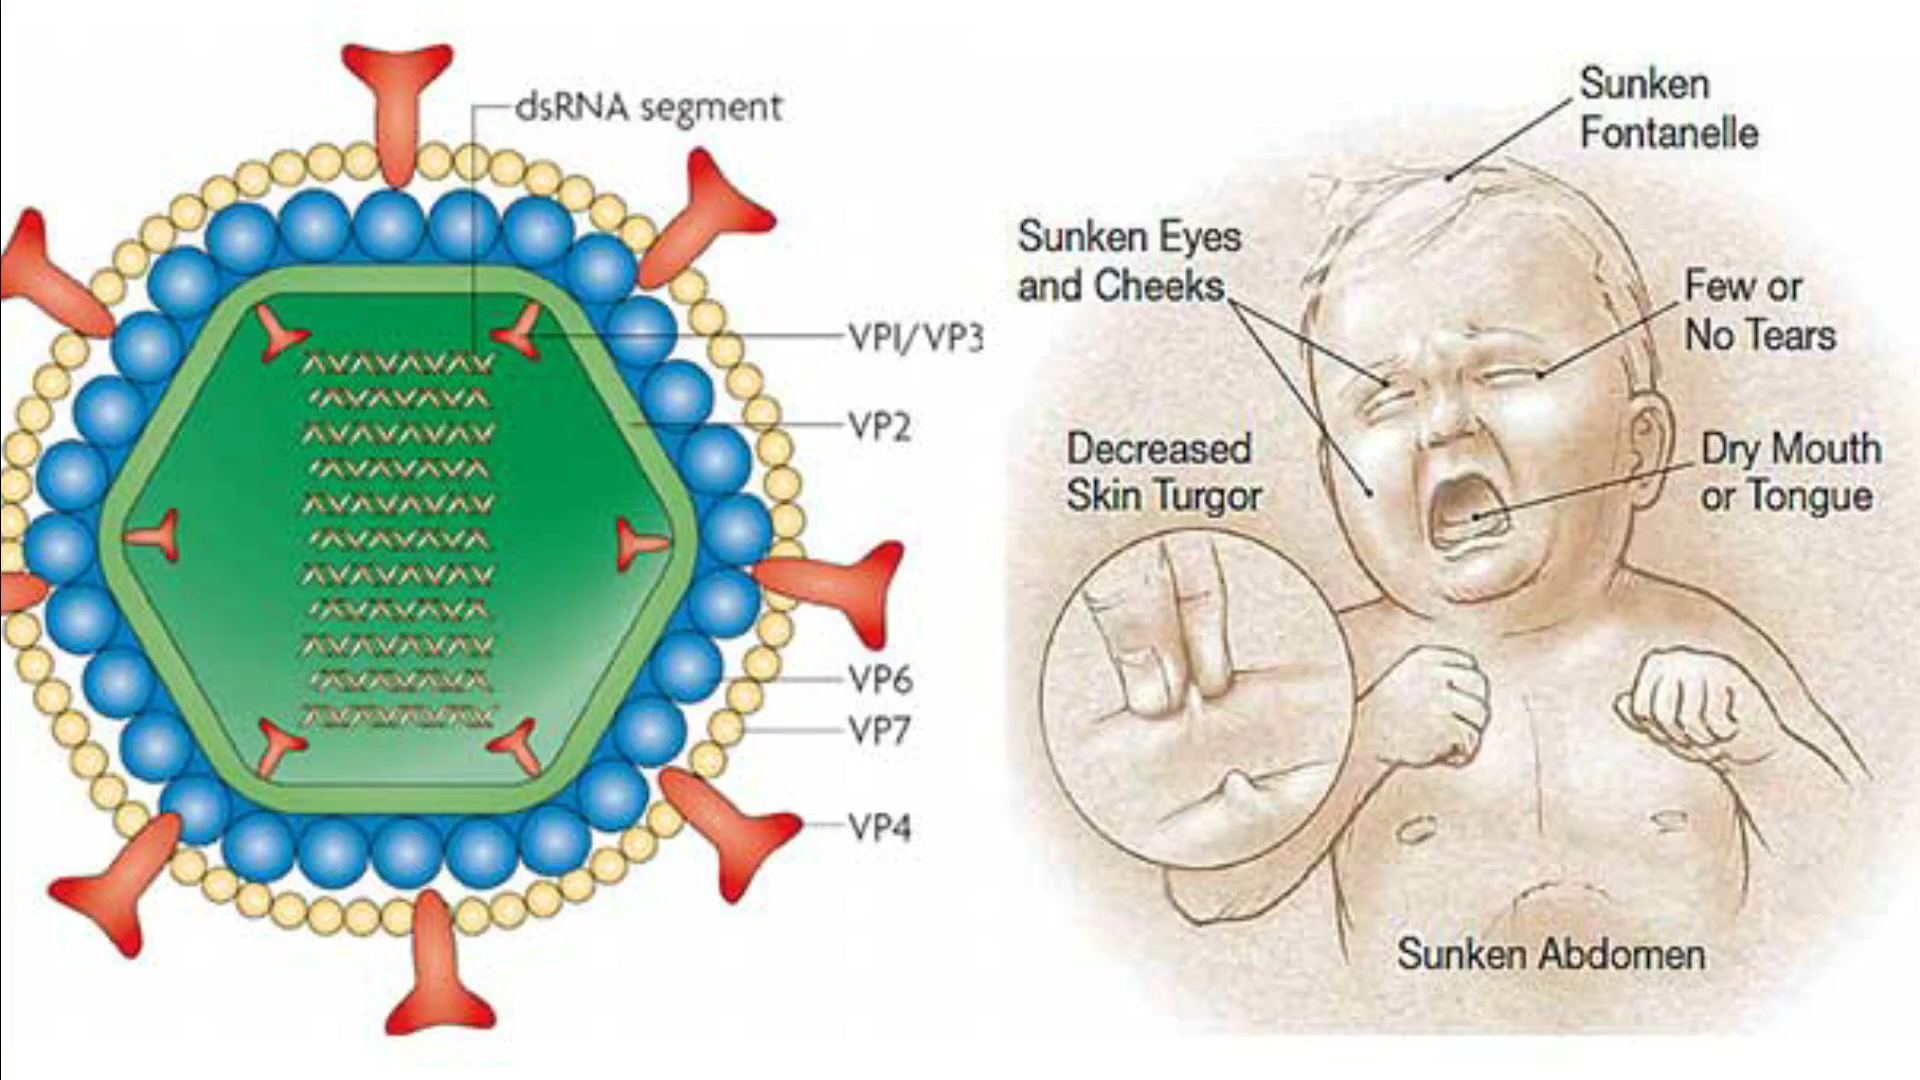 dsRNA segment
VP1/VP3
VP2
VP6
VP7
VP4
Sunken
Fontanelle
Sunken Eyes
and Cheeks
Few or
No Tears
Decreased
Skin Turgor
Dry Mouth
or Tongue
Sunken Abdomen